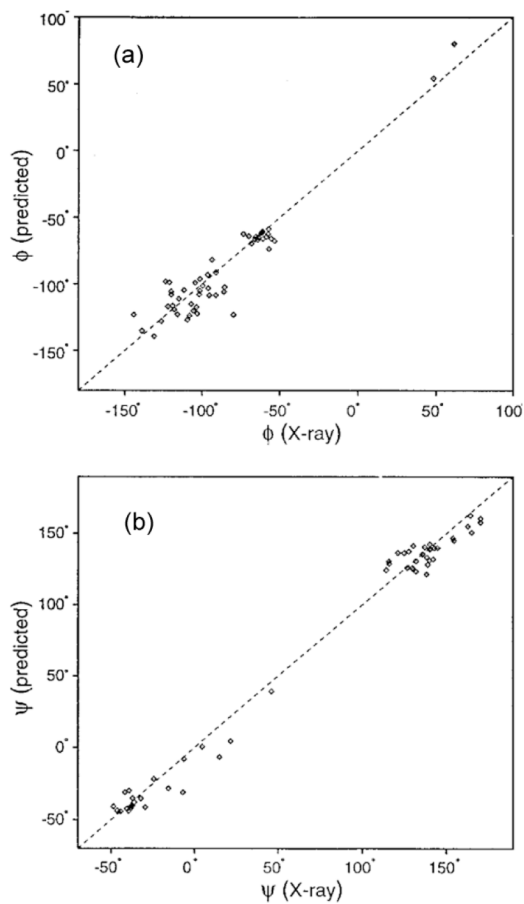 (a)
100˚
50˚
0˚
-50˚
-100˚
-150˚
ϕ (predicted)
-150˚ -100˚ -50˚ 0˚ 50˚ 100˚
ϕ (X-ray)
(b)
150˚
100˚
50˚
0˚
-50˚
ψ (predicted)
-50˚ 0˚ 50˚ 100˚ 150˚
ψ (X-ray)